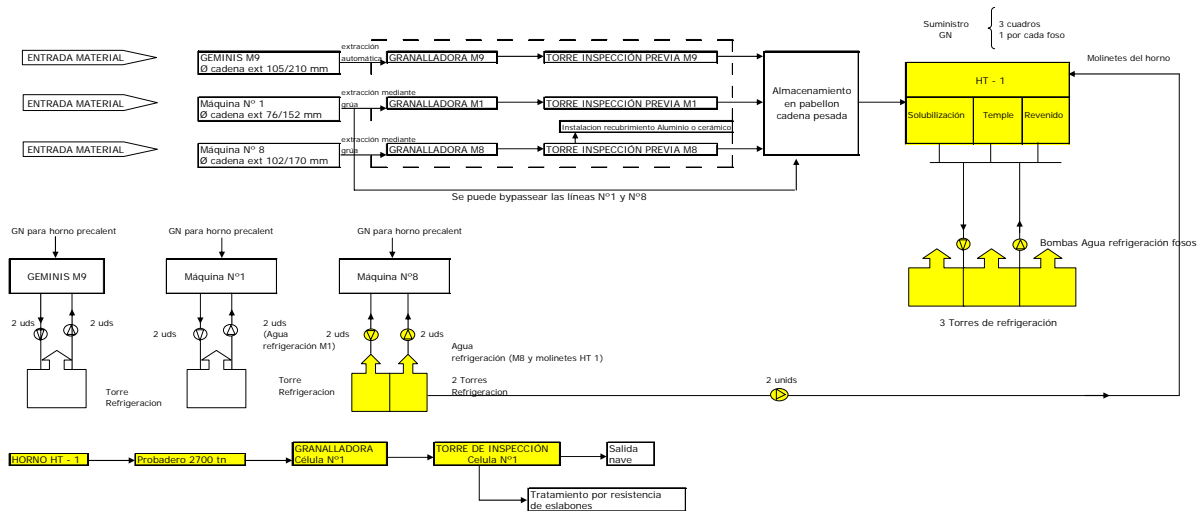 Suministro
GN
3 cuadros
1 por cada foso
ENTRADA MATERIAL
GEMINIS M9
Ø cadena ext 105/210 mm
extracción
automática
GRANALLADORA M9
TORRE INSPECCIÓN PREVIA M9
Molinetes del horno
HT - 1
ENTRADA MATERIAL
Máquina Nº 1
Ø cadena ext 76/152 mm
extracción mediante
grúa
GRANALLADORA M1
TORRE INSPECCIÓN PREVIA M1
Almacenamiento
en pabellon
cadena pesada
Solubilización
Temple
Revenido
Instalacion recubrimiento Aluminio o cerámico
ENTRADA MATERIAL
Máquina Nº 8
Ø cadena ext 102/170 mm
extracción mediante
grúa
GRANALLADORA M8
TORRE INSPECCIÓN PREVIA M8
Se puede bypassear las líneas Nº1 y Nº8
GN para horno precalent
GN para horno precalent
GN para horno precalent
Bombas Agua refrigeración fosos
GEMINIS M9
Máquina Nº1
Máquina Nº8
3 Torres de refrigeración
2 uds
2 uds
2 uds
2 uds
(Agua
refrigeración M1)
2 uds
2 uds
Agua
refrigeración (M8 y molinetes HT 1)
Torre
Refrigeracion
Torre
Refrigeracion
2 Torres
Refrigeracion
2 unids
HORNO HT - 1
Probadero 2700 tn
GRANALLADORA
Célula Nº1
TORRE DE INSPECCIÓN
Celula Nº1
Salida
nave
Tratamiento por resistencia
de eslabones